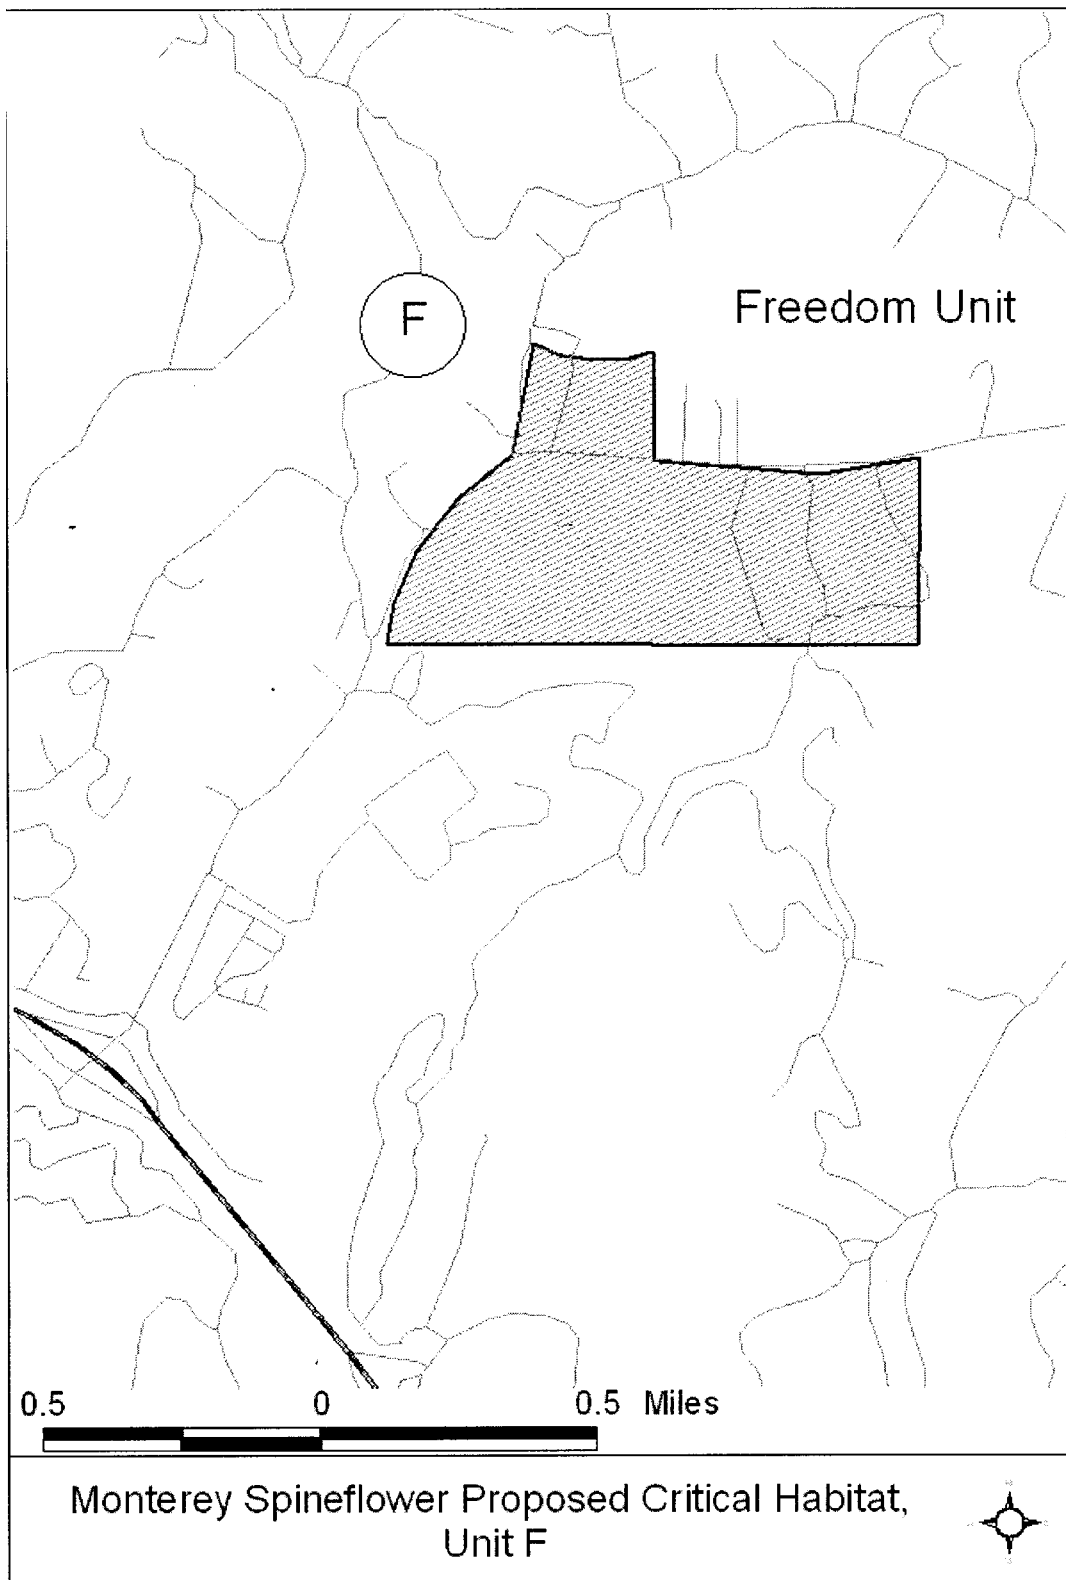 F
Freedom Unit
0.5 0 0.5 Miles
Monterey Spineflower Proposed Critical Habitat,
Unit F